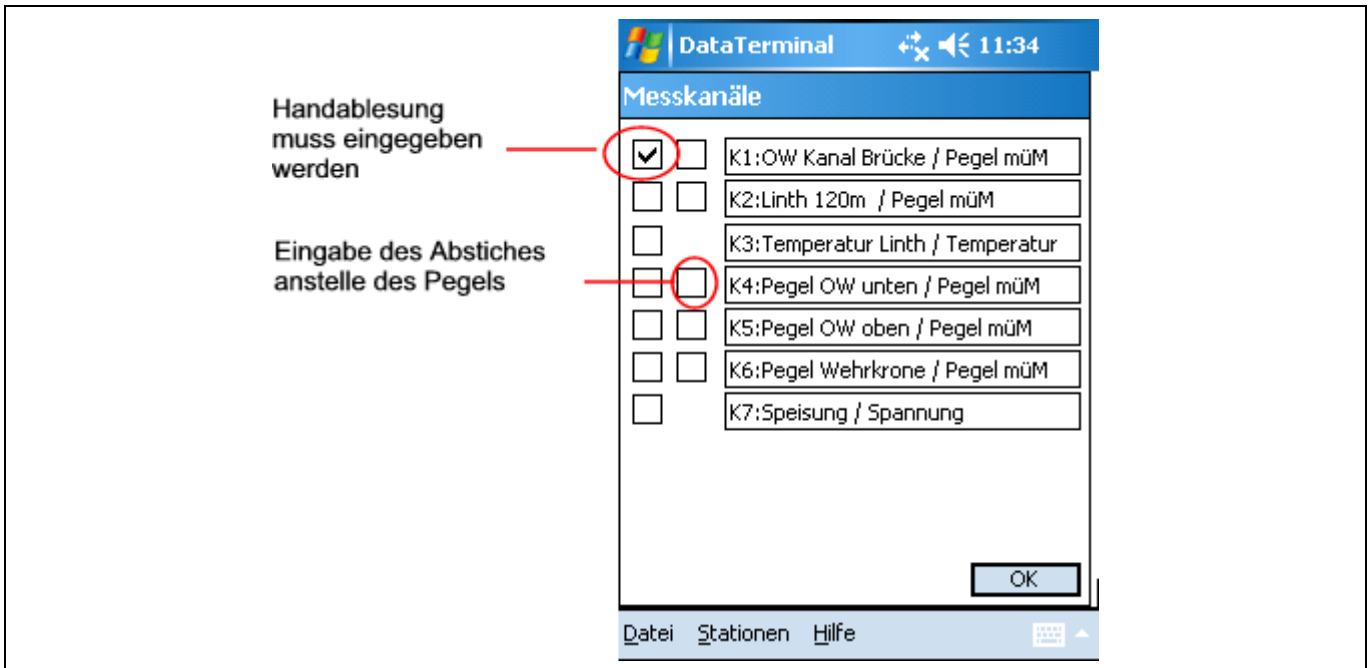 DataTerminal 11:34
Messkanäle
Handablesung
muss eingegeben
werden
K1:OW Kanal Brücke / Pegel müM
K2:Linth 120m / Pegel müM
Eingabe des Abstiches
anstelle des Pegels
K3:Temperatur Linth / Temperatur
K4:Pegel OW unten / Pegel müM
K5:Pegel OW oben / Pegel müM
K6:Pegel Wehrkrone / Pegel müM
K7:Speisung / Spannung
OK
Datei Stationen Hilfe